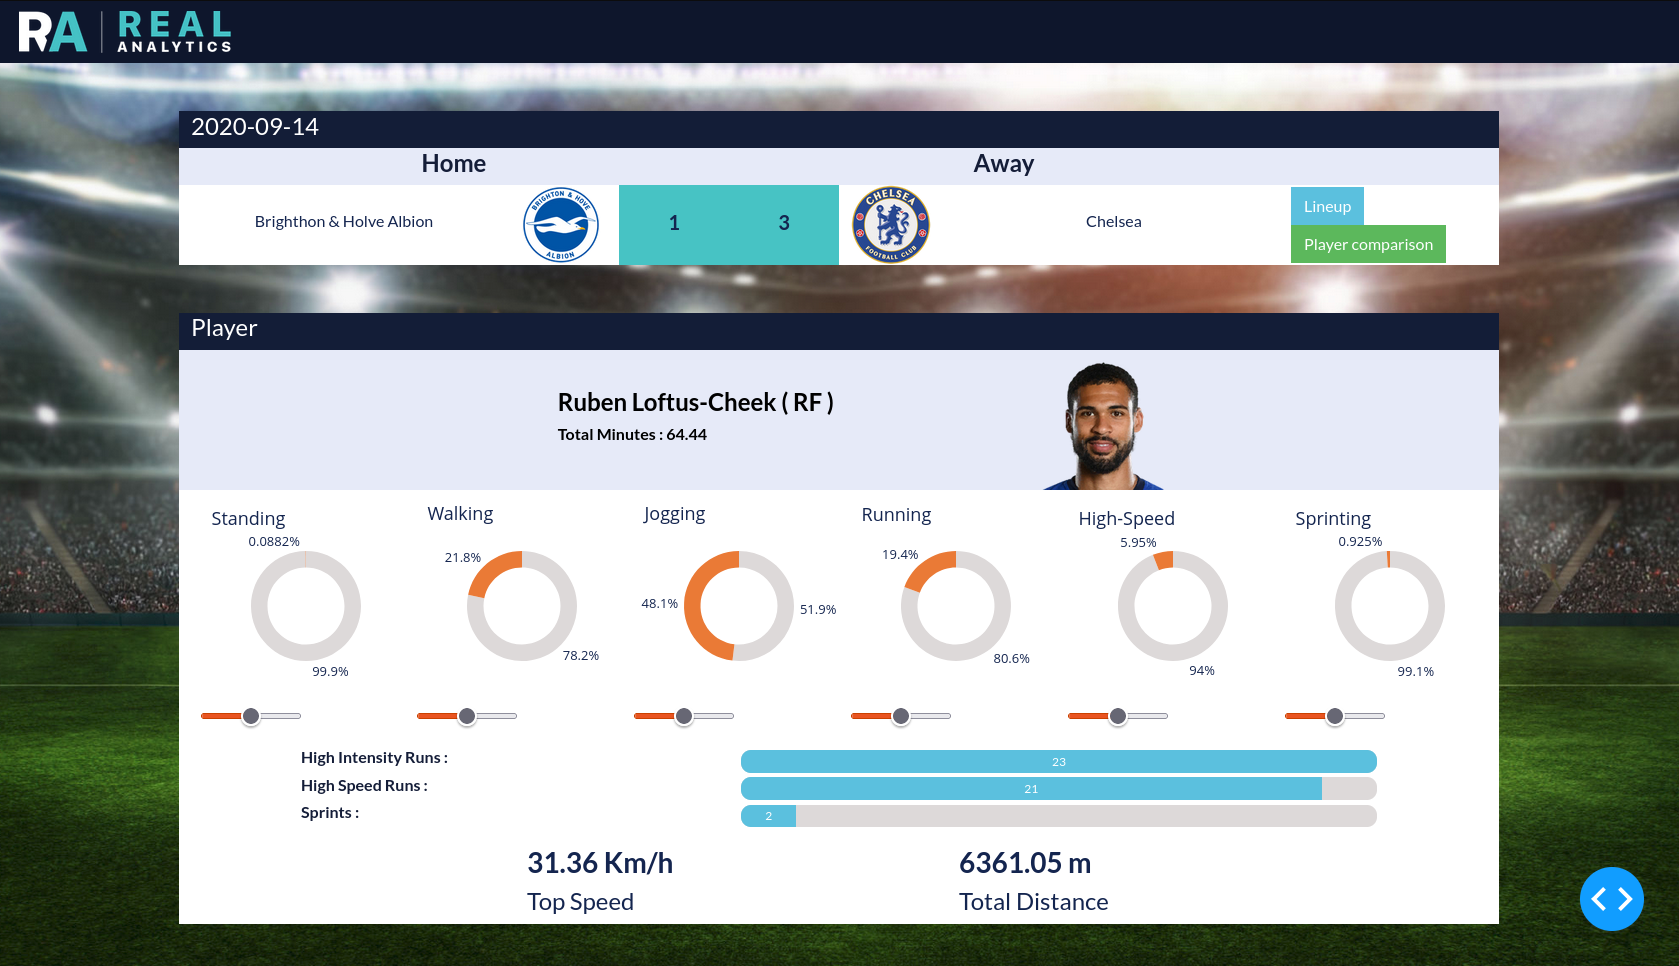 RA REAL
ANALYTICS
2020-09-14
Home Away
Brighthon & Holve Albion BRIGHTON & HOVE ALBION 1 3 CHELSEA FOOTBALL CLUB Chelsea Lineup
Player comparison
Player
Ruben Loftus-Cheek ( RF )
Total Minutes : 64.44
Standing Walking Jogging Running High-Speed Sprinting
0.0882% 21.8% 48.1% 19.4% 5.95% 0.925%
99.9% 78.2% 51.9% 80.6% 94% 99.1%
High Intensity Runs : 23
High Speed Runs : 21
Sprints : 2
31.36 Km/h 6361.05 m
Top Speed Total Distance